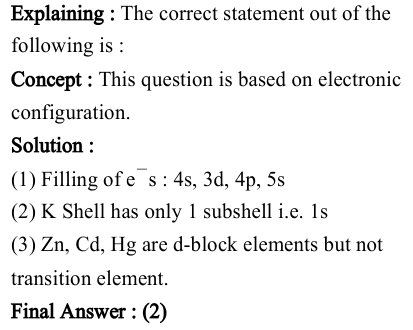 Explaining : The correct statement out of the
following is :
Concept : This question is based on electronic
configuration.
Solution :
(1) Filling of e⁻s : 4s, 3d, 4p, 5s
(2) K Shell has only 1 subshell i.e. 1s
(3) Zn, Cd, Hg are d-block elements but not
transition element.
Final Answer : (2)